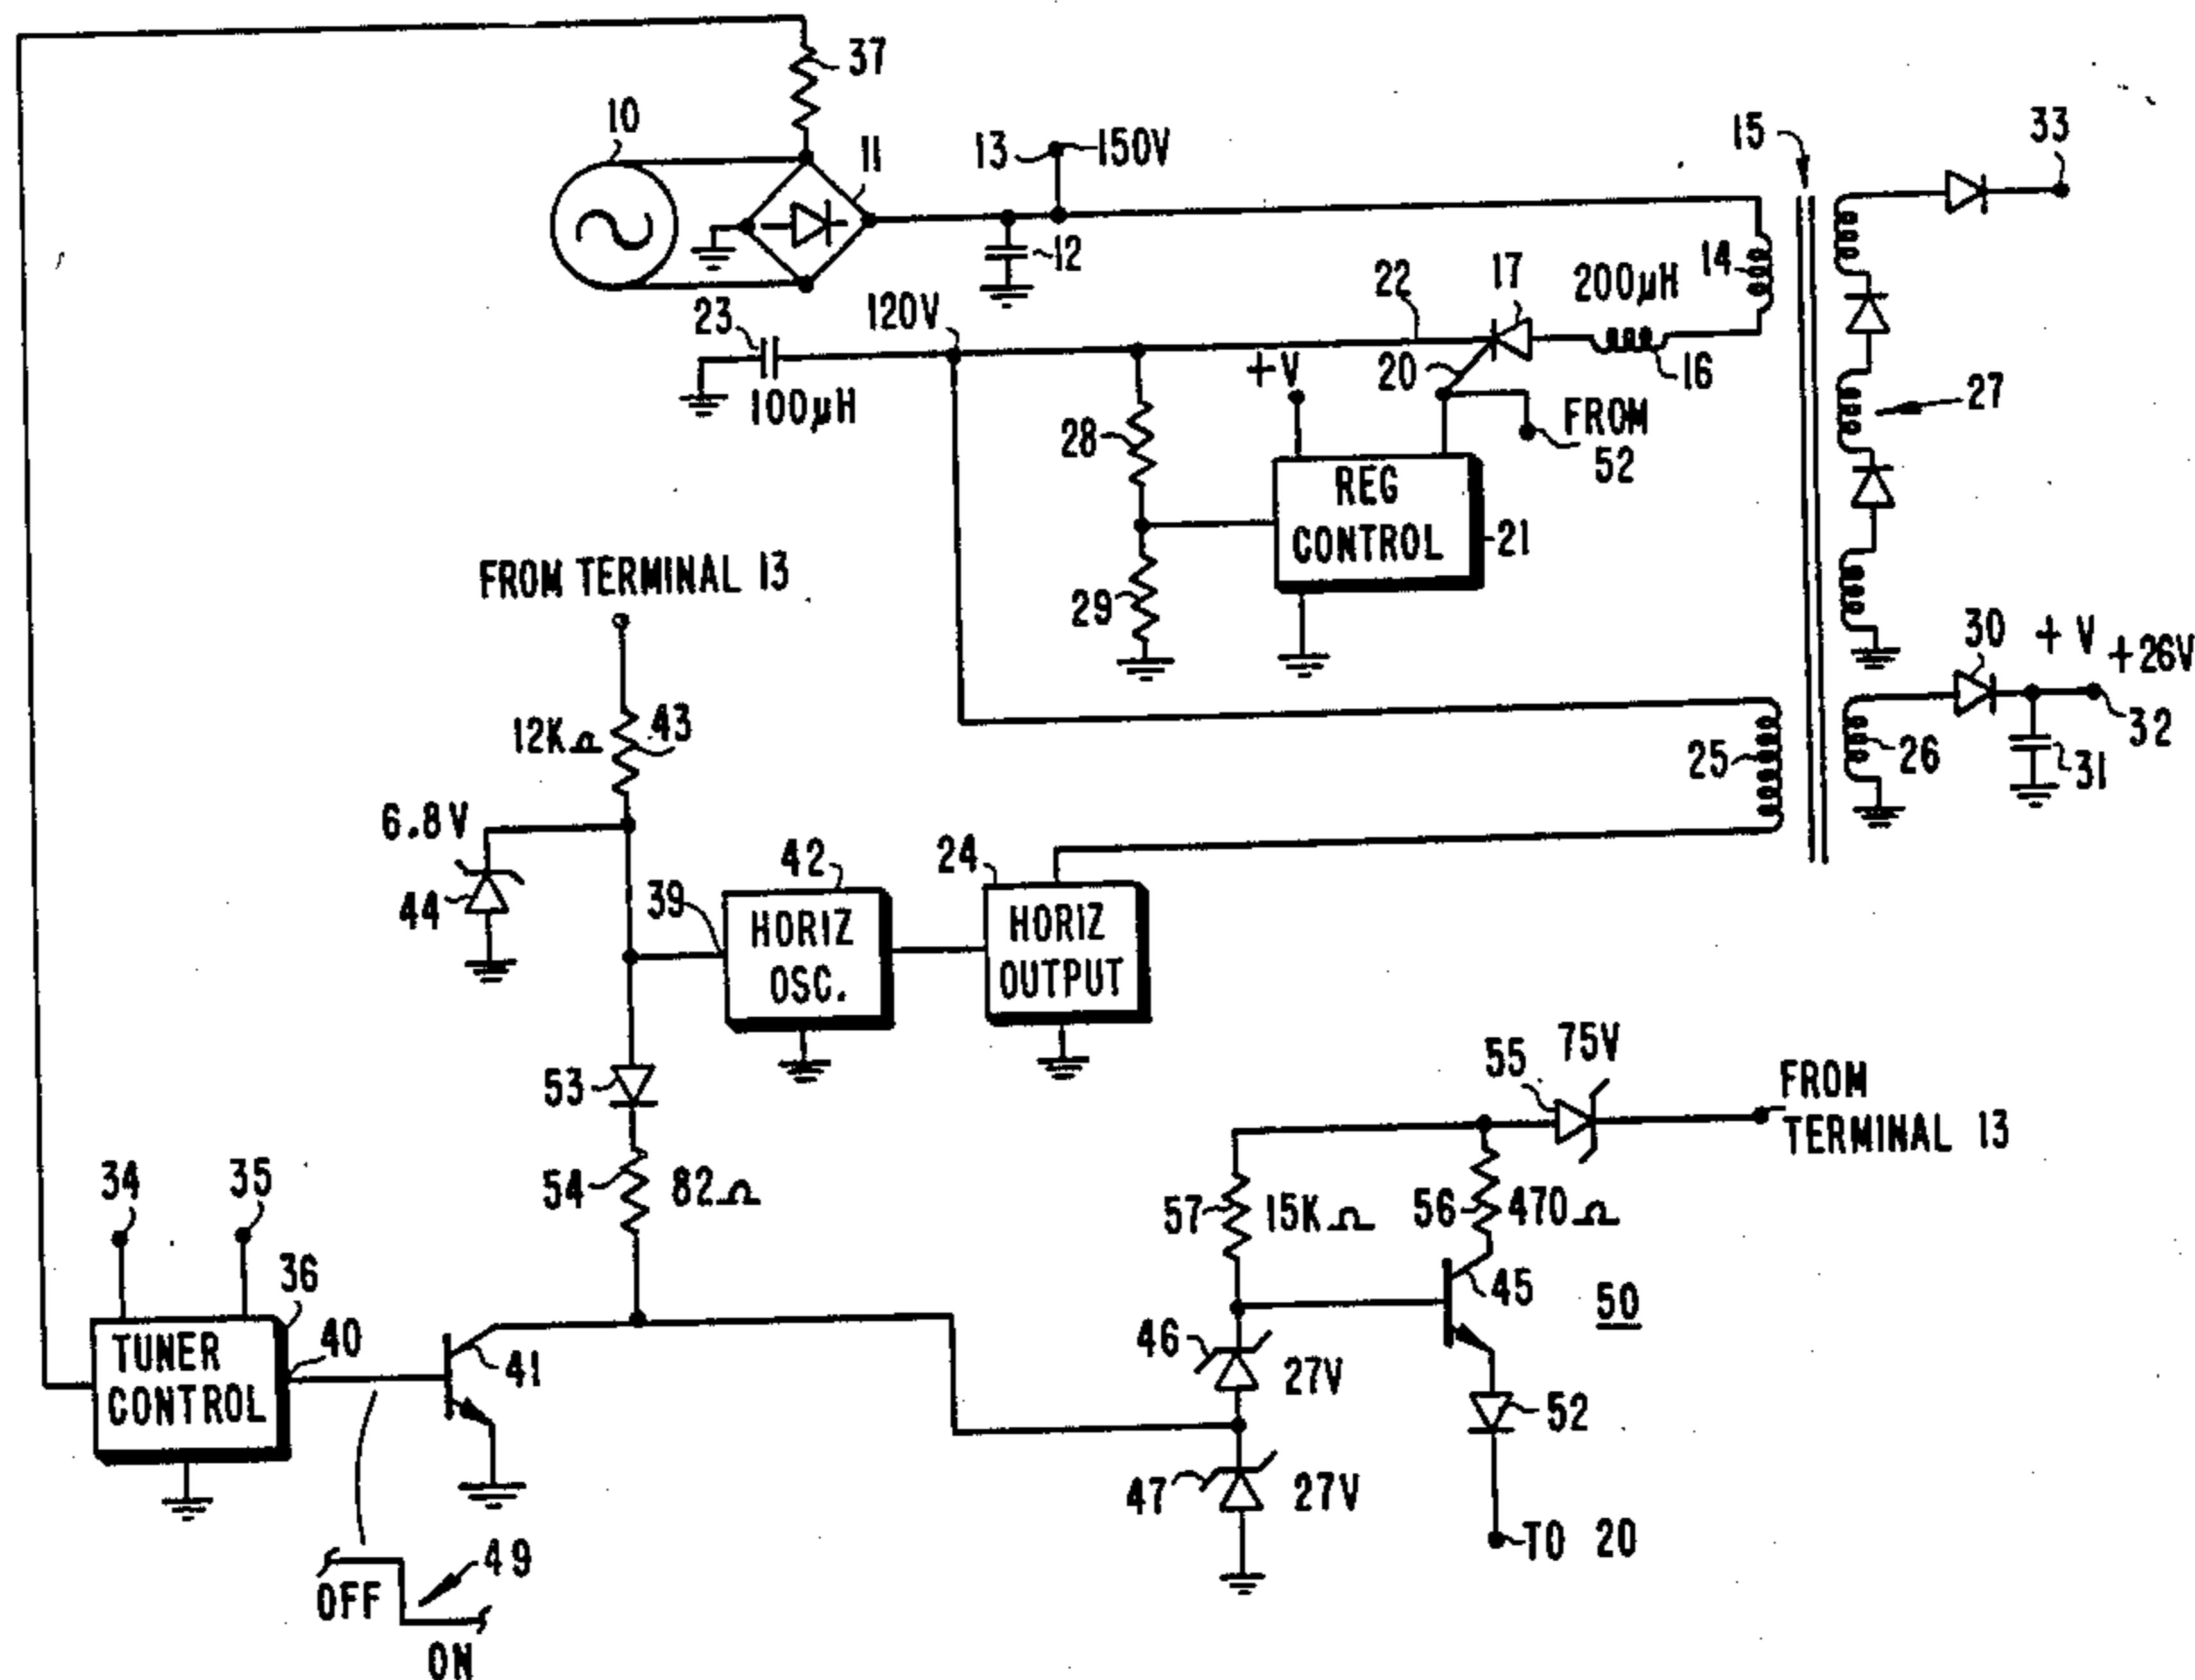 37
10
11
13
150V
15
33
12
14
22
17
200µH
23
120V
20
16
27
100µH
+V
FROM
52
28
REG
CONTROL
21
29
FROM TERMINAL 13
30
+ V
+26V
12KΩ
43
25
26
31
32
6.8V
44
39
42
HORIZ
OSC.
24
HORIZ
OUTPUT
53
54
82Ω
55
75V
FROM
TERMINAL 13
34
35
36
57
15KΩ
56
470Ω
TUNER
CONTROL
40
41
46
27V
45
50
52
47
27V
TO 20
OFF
49
ON